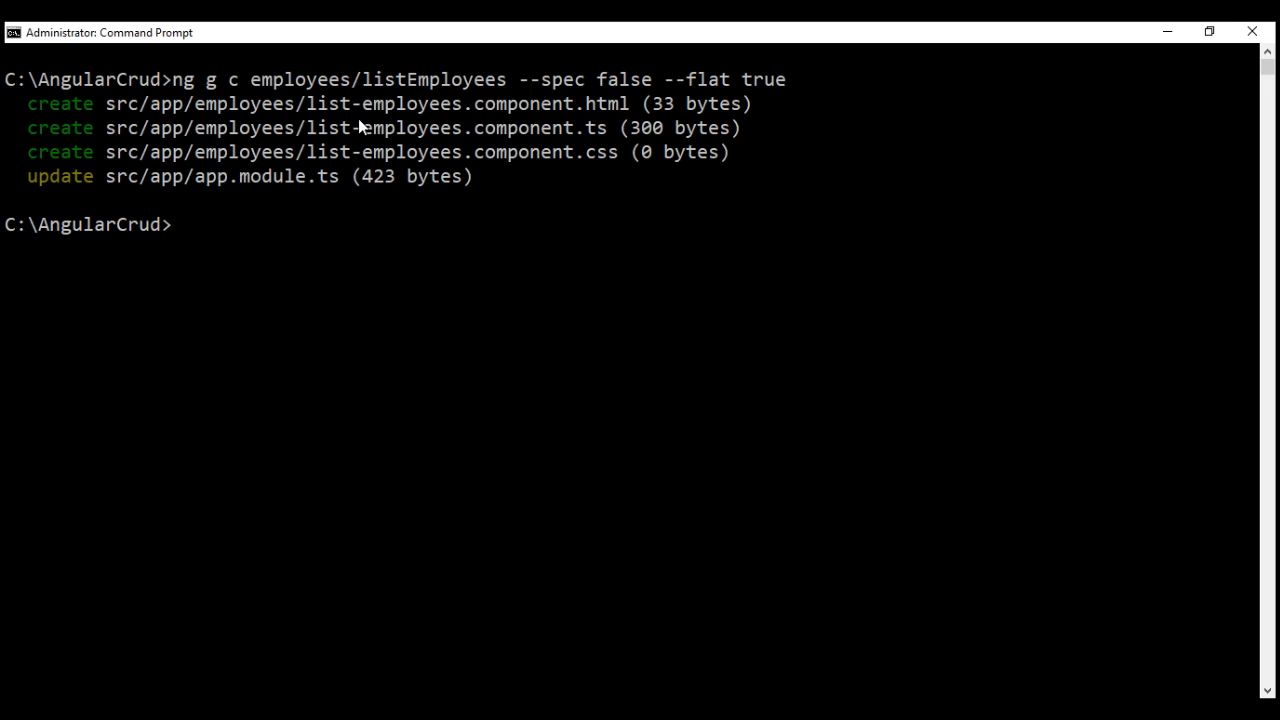 Administrator: Command Prompt
C:\AngularCrud>ng g c employees/listEmployees --spec false --flat true
create src/app/employees/list-employees.component.html (33 bytes)
create src/app/employees/list-employees.component.ts (300 bytes)
create src/app/employees/list-employees.component.css (0 bytes)
update src/app/app.module.ts (423 bytes)
C:\AngularCrud>